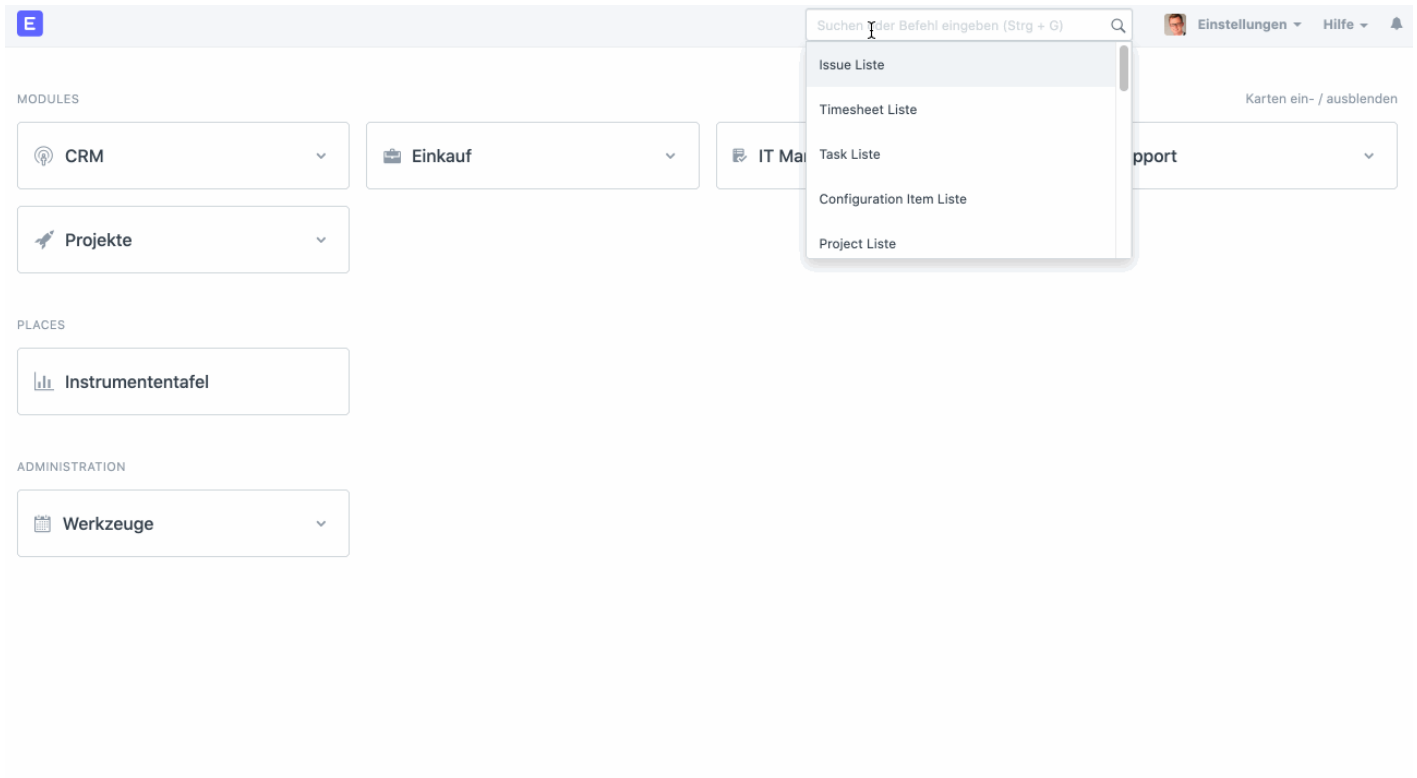 E
Suchen oder Befehl eingeben (Strg + G)
Einstellungen
Hilfe
Issue Liste
Timesheet Liste
Task Liste
Configuration Item Liste
Project Liste
MODULES
Karten ein- / ausblenden
CRM
Einkauf
IT Ma
pport
Projekte
PLACES
Instrumententafel
ADMINISTRATION
Werkzeuge